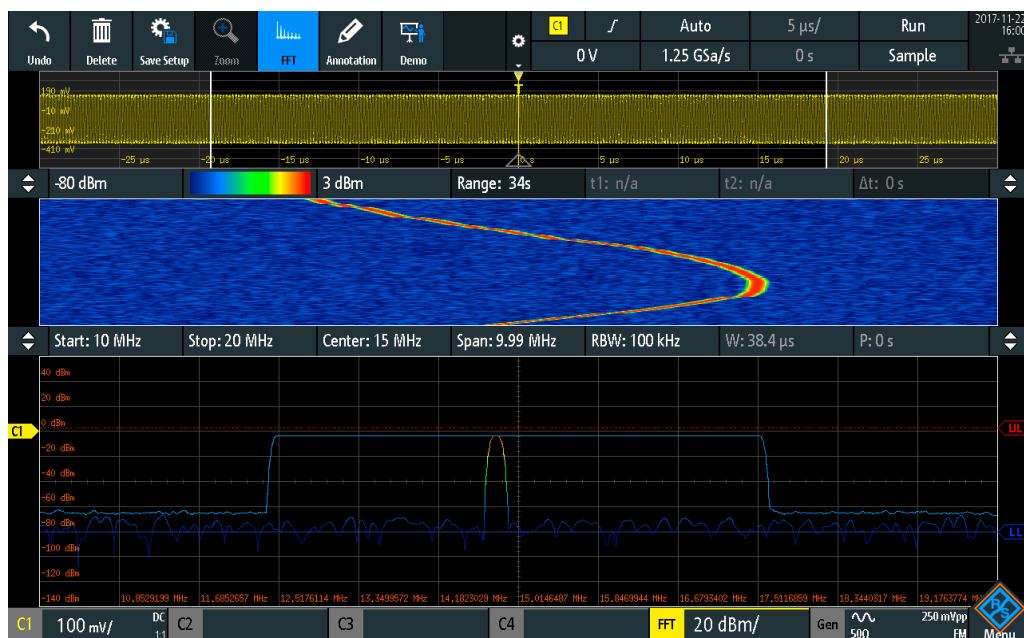 C1 Auto 5 µs/ Run 2017-11-22
16:00
Undo Delete Save Setup Zoom FFT Annotation Demo 0 V 1.25 GSa/s 0 s Sample
190 mV
-10 mV
-210 mV
-410 mV
-25 µs -20 µs -15 µs -10 µs -5 µs 0 s 5 µs 10 µs 15 µs 20 µs 25 µs
-80 dBm 3 dBm Range: 34s t1: n/a t2: n/a Δt: 0 s
Start: 10 MHz Stop: 20 MHz Center: 15 MHz Span: 9.99 MHz RBW: 100 kHz W: 38.4 µs P: 0 s
40 dBm
20 dBm
0 dBm
C1 UL
-20 dBm
-40 dBm
-60 dBm
-80 dBm
LL
-100 dBm
-120 dBm
-140 dBm 10,8529199 MHz 11,6852657 MHz 12,5176114 MHz 13,3499572 MHz 14,1823029 MHz 15,0146487 MHz 15,8469944 MHz 16,6793402 MHz 17,5116859 MHz 18,3440317 MHz 19,1763774 M
C1 100 mV/ DC 1:1 C2 C3 C4 FFT 20 dBm/ Gen 50Ω 250 mVpp FM R&S Menu